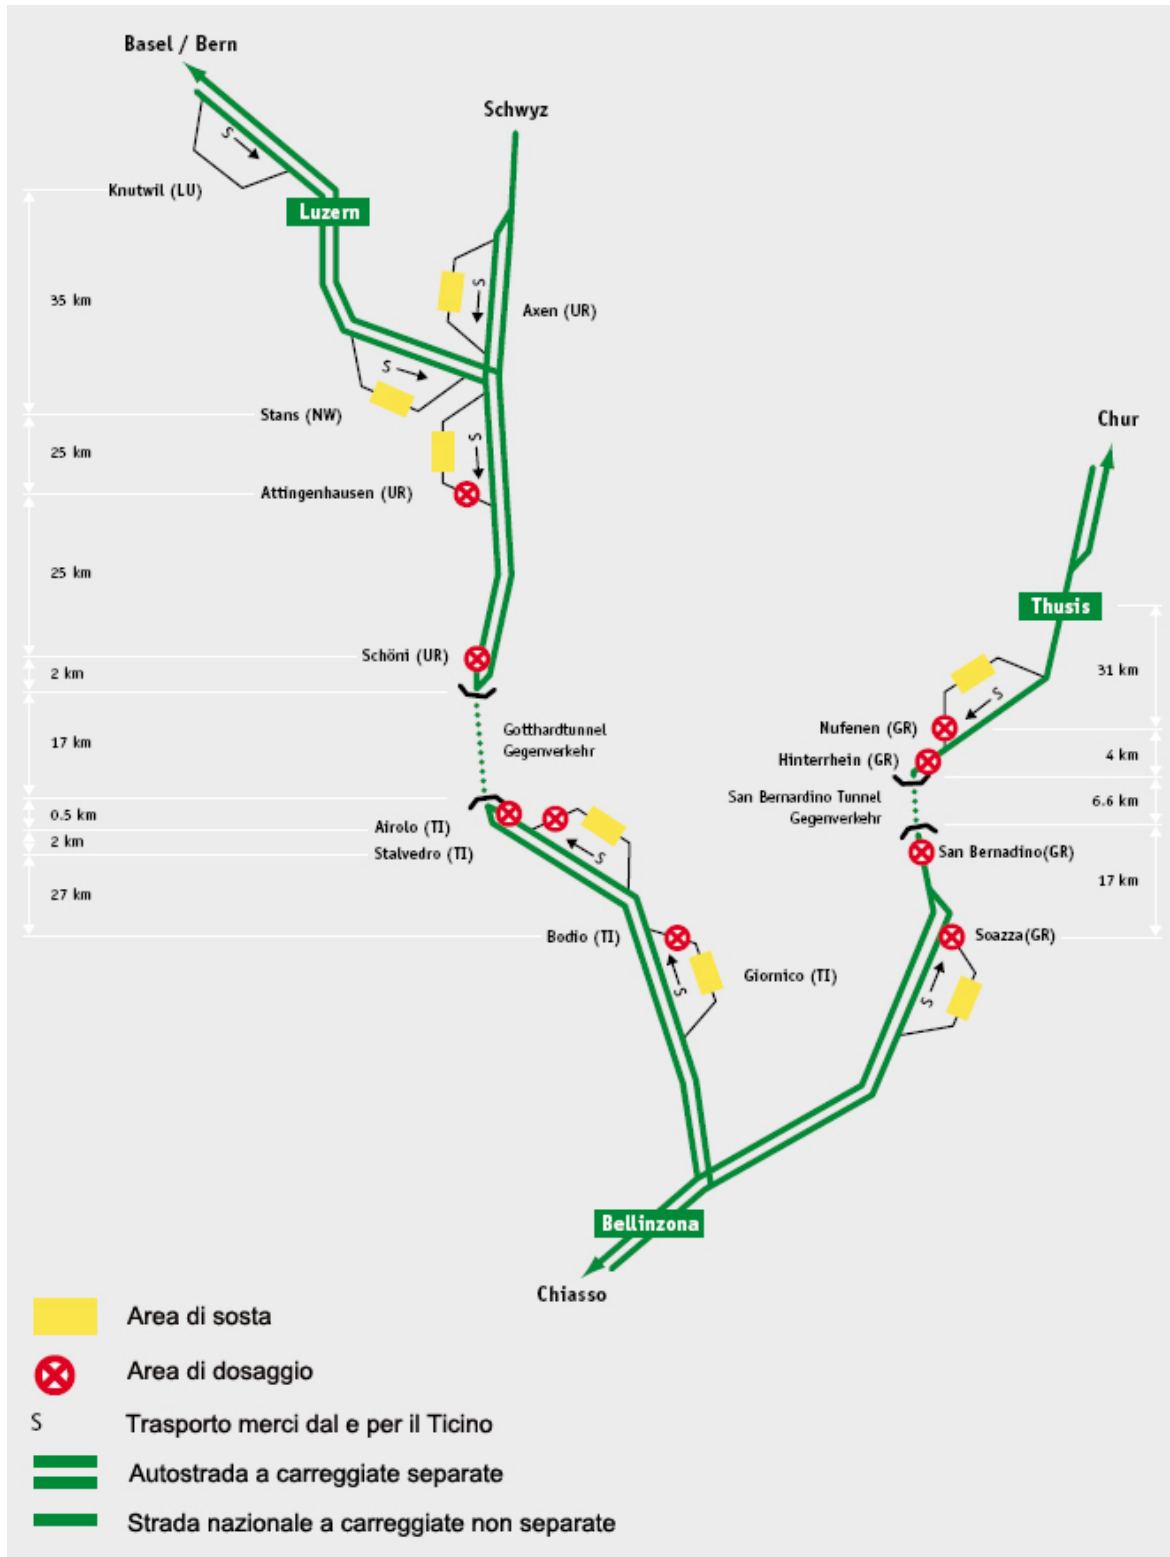 Basel / Bern
Schwyz
Knutwil (LU)
S
Luzern
S
35 km
Axen (UR)
S
Stans (NW)
Chur
S
25 km
Attingenhausen (UR)
25 km
Thusis
Schöni (UR)
2 km
31 km
S
Gotthardtunnel
Gegenverkehr
17 km
Nufenen (GR)
4 km
Hinterrhein (GR)
San Bernardino Tunnel
Gegenverkehr
6.6 km
0.5 km
Airolo (TI)
2 km
Stalvedro (TI)
S
San Bernadino(GR)
17 km
27 km
Bodio (TI)
Soazza(GR)
Giornico (TI)
S
S
Bellinzona
Chiasso
Area di sosta
Area di dosaggio
S Trasporto merci dal e per il Ticino
Autostrada a carreggiate separate
Strada nazionale a carreggiate non separate